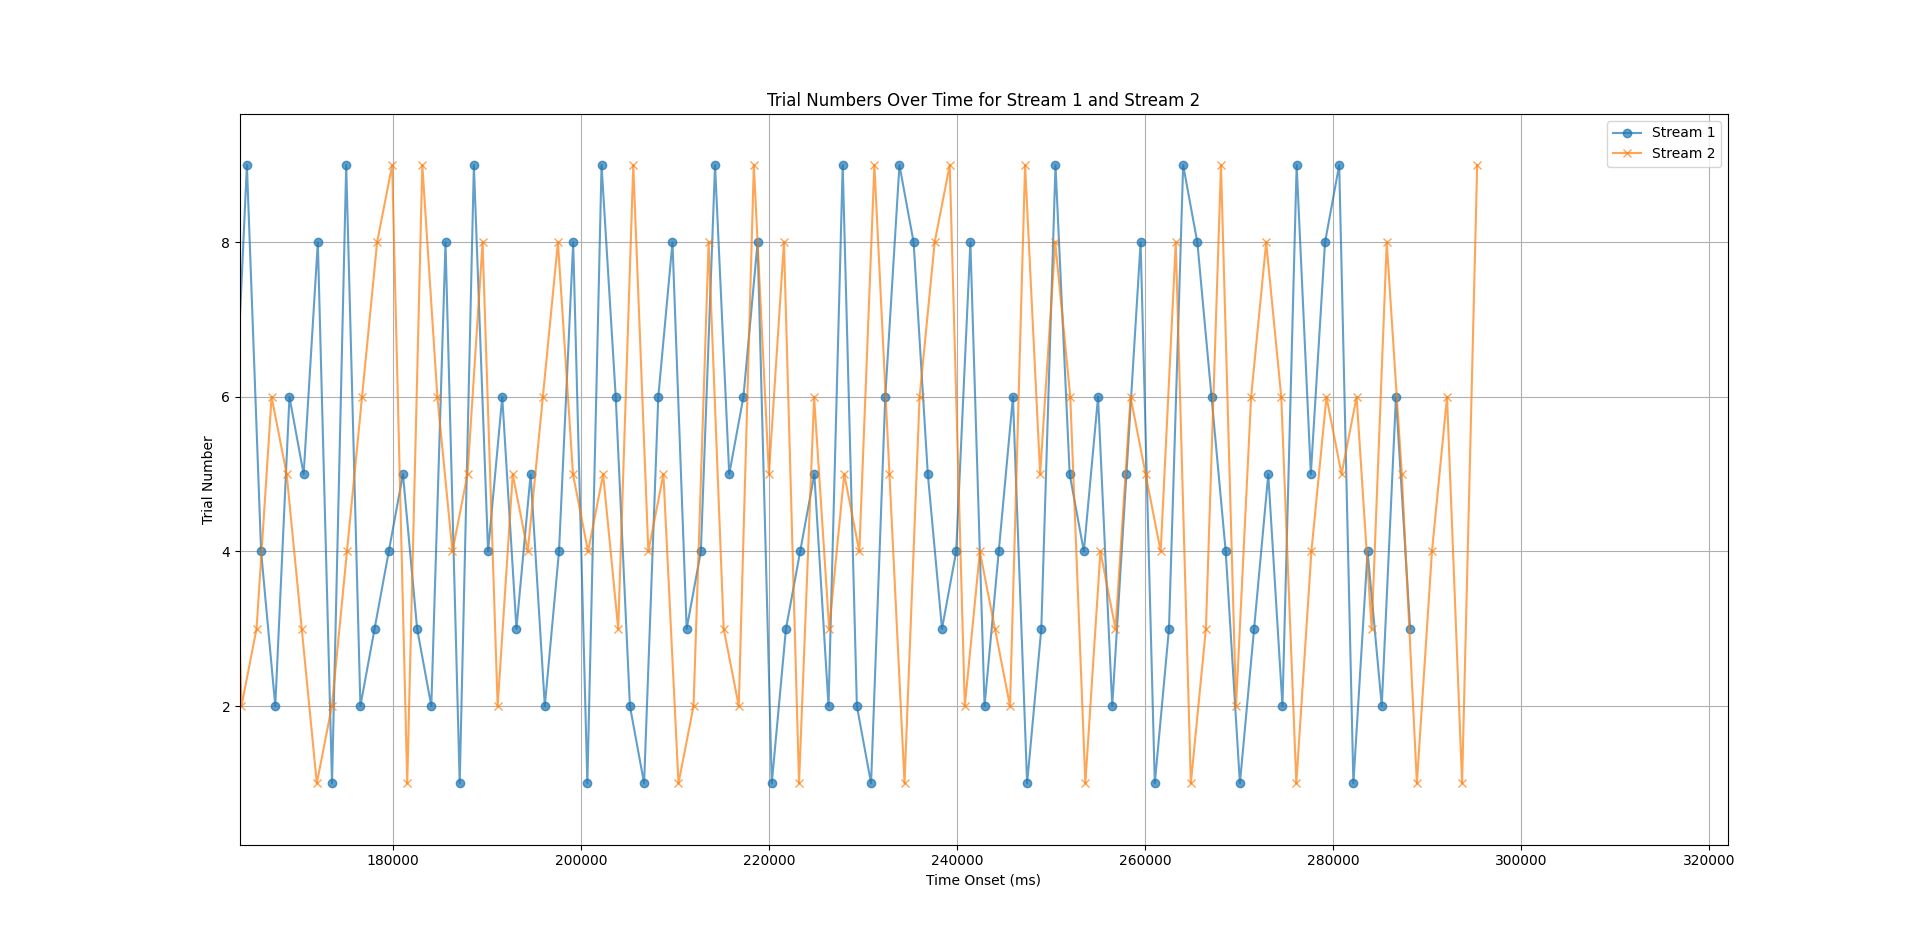 Trial Numbers Over Time for Stream 1 and Stream 2
Stream 1
Stream 2
Trial Number
8
6
4
2
180000 200000 220000 240000 260000 280000 300000 320000
Time Onset (ms)